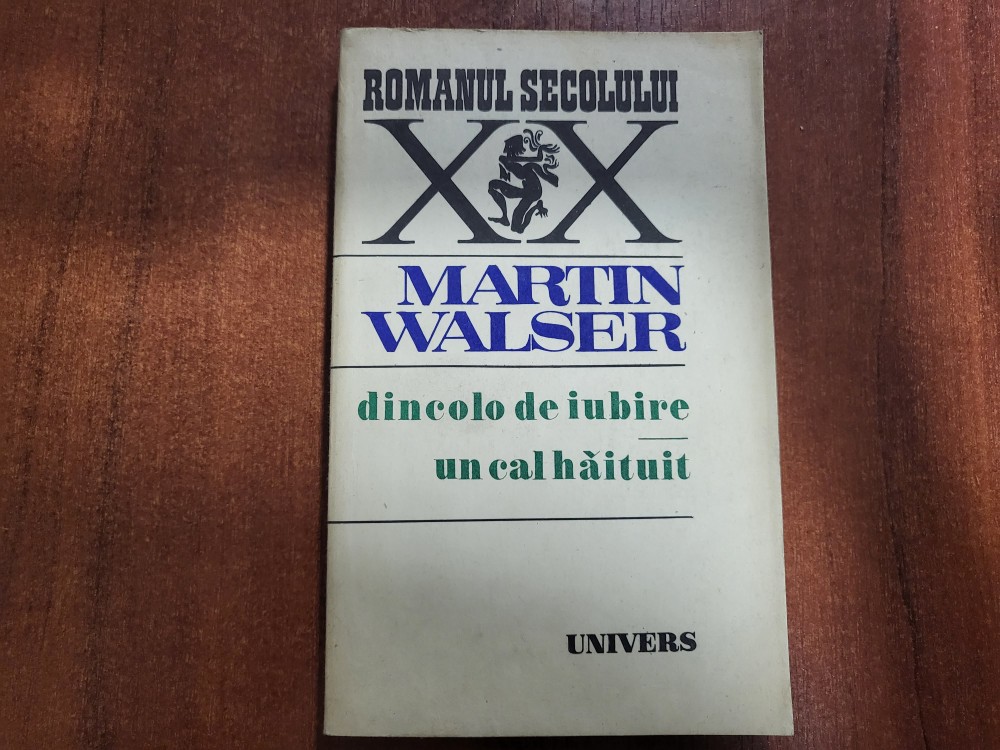 ROMANUL SECOLULUI
XX
MARTIN
WALSER
dincolo de iubire
un cal hăituit
UNIVERS